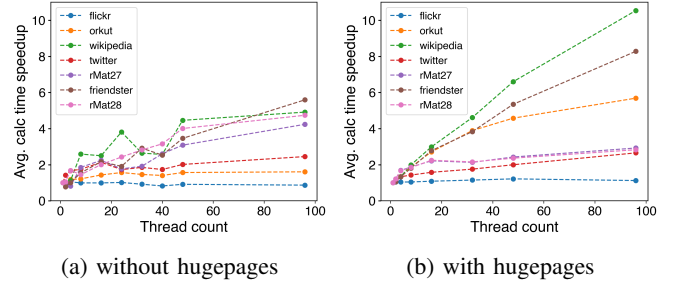 Avg. calc time speedup
10
8
6
4
2
0
flickr
orkut
wikipedia
twitter
rMat27
friendster
rMat28
0 20 40 60 80 100
Thread count
(a) without hugepages
Avg. calc time speedup
10
8
6
4
2
0
flickr
orkut
wikipedia
twitter
rMat27
friendster
rMat28
0 20 40 60 80 100
Thread count
(b) with hugepages